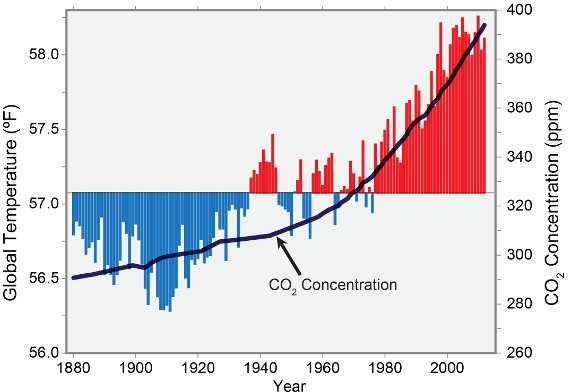 Global Temperature (ºF)
58.0
57.5
57.0
56.5
56.0
400
380
360
340
320
300
280
260
CO2 Concentration (ppm)
CO2 Concentration
1880 1900 1920 1940 1960 1980 2000
Year